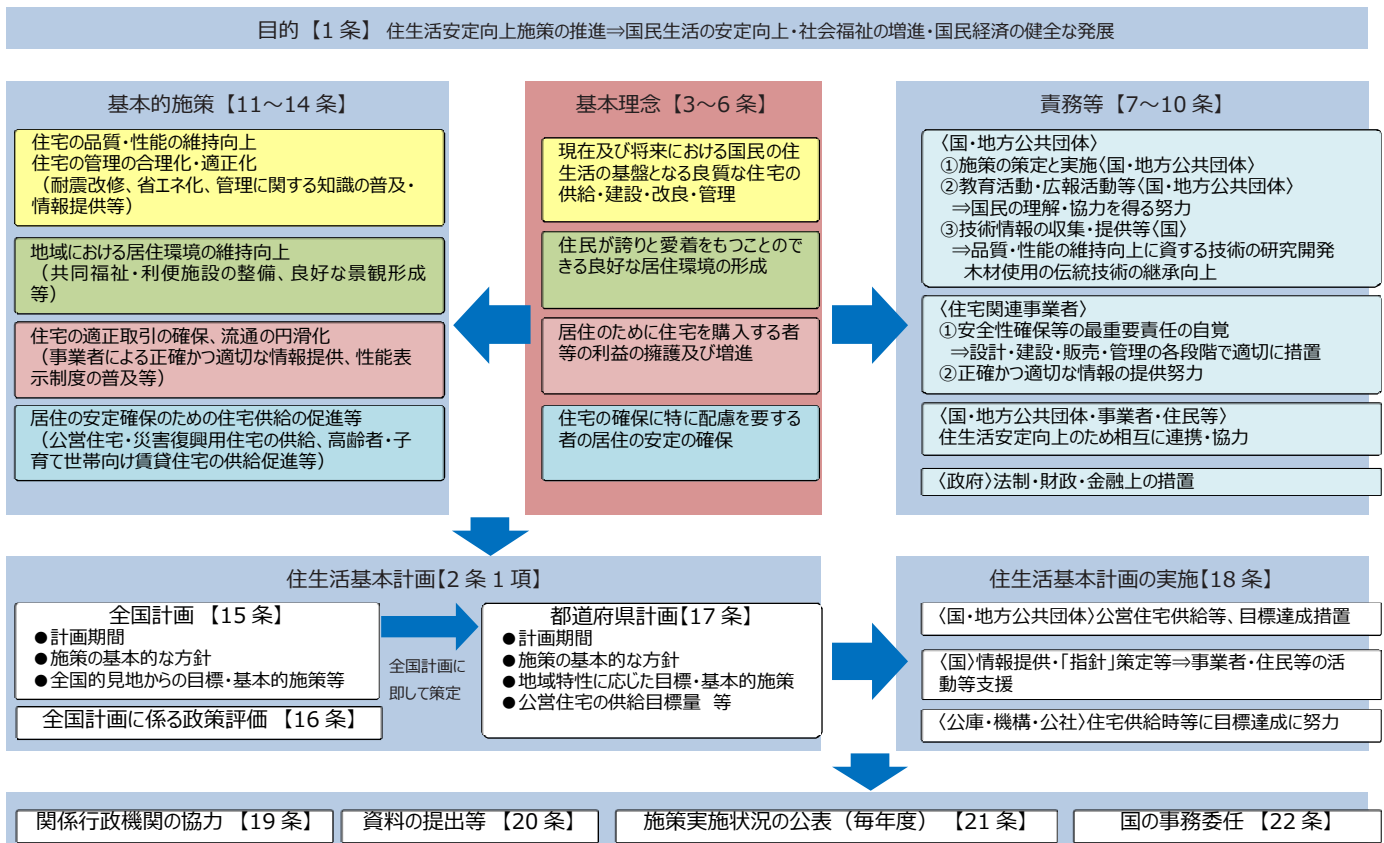 目的【1条】 住生活安定向上施策の推進⇒国民生活の安定向上・社会福祉の増進・国民経済の健全な発展
基本的施策【11～14条】
住宅の品質・性能の維持向上
住宅の管理の合理化・適正化
（耐震改修、省エネ化、管理に関する知識の普及・
情報提供等）
地域における居住環境の維持向上
（共同福祉・利便施設の整備、良好な景観形成
等）
住宅の適正取引の確保、流通の円滑化
（事業者による正確かつ適切な情報提供、性能表
示制度の普及等）
居住の安定確保のための住宅供給の促進等
（公営住宅・災害復興用住宅の供給、高齢者・子
育て世帯向け賃貸住宅の供給促進等）
基本理念【3～6条】
現在及び将来における国民の住
生活の基盤となる良質な住宅の
供給・建設・改良・管理
住民が誇りと愛着をもつことので
きる良好な居住環境の形成
居住のために住宅を購入する者
等の利益の擁護及び増進
住宅の確保に特に配慮を要する
者の居住の安定の確保
責務等【7～10条】
〈国・地方公共団体〉
①施策の策定と実施〈国・地方公共団体〉
②教育活動・広報活動等〈国・地方公共団体〉
⇒国民の理解・協力を得る努力
③技術情報の収集・提供等〈国〉
⇒品質・性能の維持向上に資する技術の研究開発
木材使用の伝統技術の継承向上
〈住宅関連事業者〉
①安全性確保等の最重要責任の自覚
⇒設計・建設・販売・管理の各段階で適切に措置
②正確かつ適切な情報の提供努力
〈国・地方公共団体・事業者・住民等〉
住生活安定向上のため相互に連携・協力
〈政府〉法制・財政・金融上の措置
住生活基本計画【2条1項】
全国計画 【15条】
●計画期間
●施策の基本的な方針
●全国的見地からの目標・基本的施策等
全国計画に係る政策評価 【16条】
全国計画に
即して策定
都道府県計画【17条】
●計画期間
●施策の基本的な方針
●地域特性に応じた目標・基本的施策
●公営住宅の供給目標量 等
住生活基本計画の実施【18条】
〈国・地方公共団体〉公営住宅供給等、目標達成措置
〈国〉情報提供・「指針」策定等⇒事業者・住民等の活
動等支援
〈公庫・機構・公社〉住宅供給時等に目標達成に努力
関係行政機関の協力 【19条】
資料の提出等 【20条】
施策実施状況の公表（毎年度） 【21条】
国の事務委任 【22条】